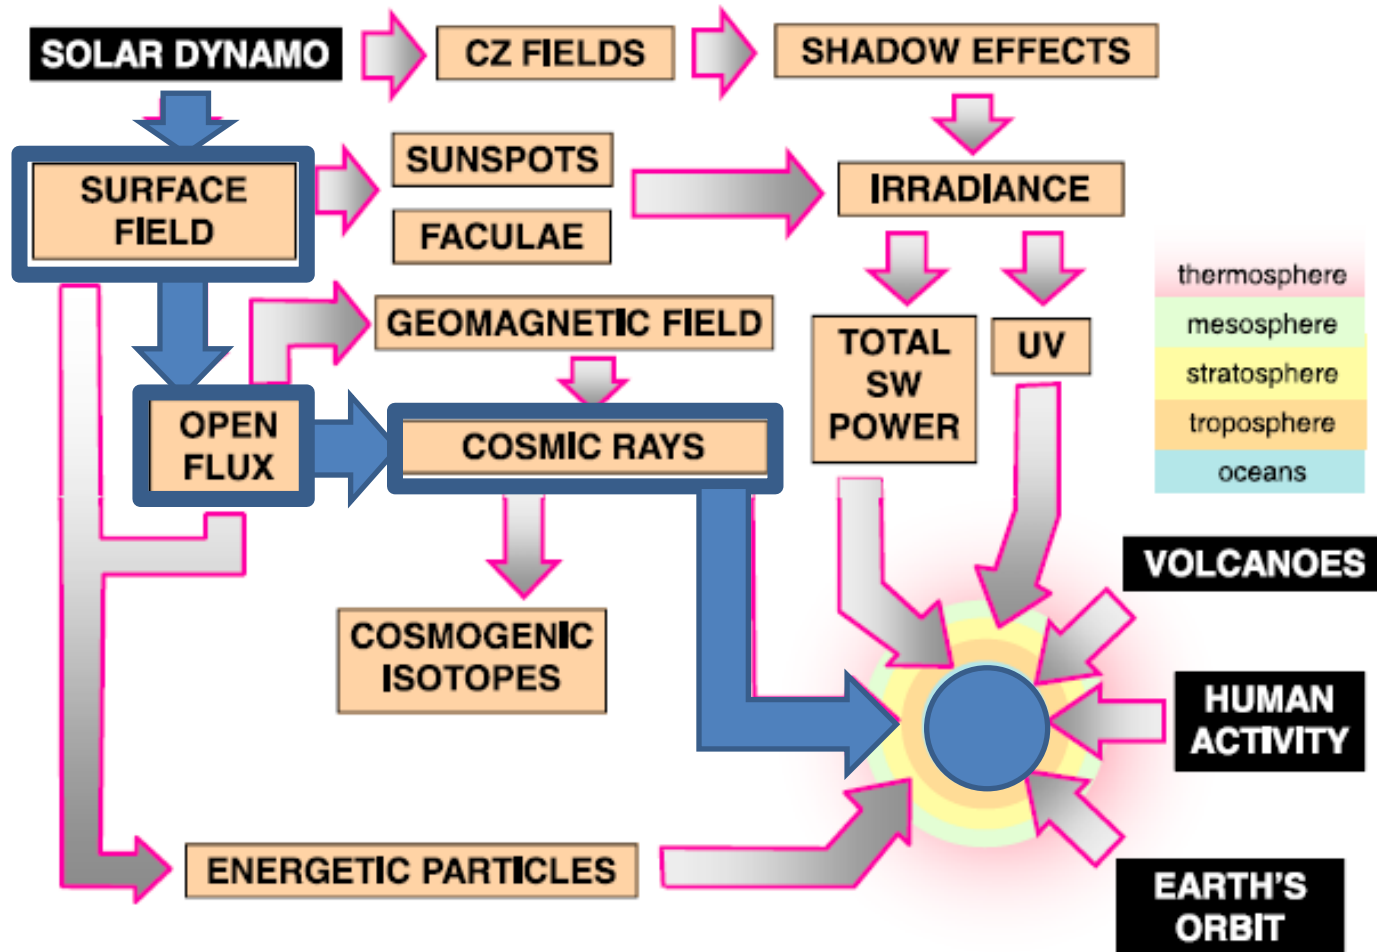 SOLAR DYNAMO
CZ FIELDS
SHADOW EFFECTS
SURFACE
FIELD
SUNSPOTS
FACULAE
IRRADIANCE
GEOMAGNETIC FIELD
TOTAL
SW
POWER
UV
thermosphere
mesosphere
stratosphere
troposphere
oceans
OPEN
FLUX
COSMIC RAYS
COSMOGENIC
ISOTOPES
VOLCANOES
HUMAN
ACTIVITY
ENERGETIC PARTICLES
EARTH'S
ORBIT